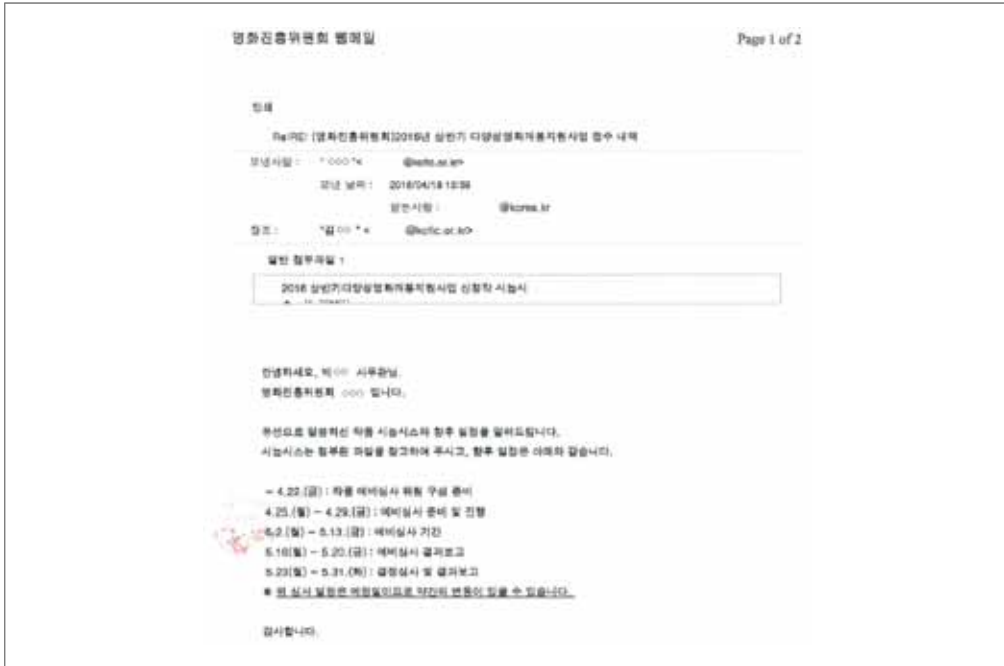 영화진흥위원회 웹메일
Page 1 of 2
인쇄
Re:RE: [영화진흥위원회]2016년 상반기 다양성영화개봉지원사업 접수 내역
보낸사람 : " ○○○ "<
보낸 날짜 : 2016/04/18
받는사람 : @korea.kr
참조 : "김○○ "<
일반 첨부파일 1
2016 상반기다양성영화개봉지원사업 신청작 시놉시
안녕하세요, 박○○ 사무관님.
영화진흥위원회 ○○○ 입니다.
우선으로 말씀하신 작품 시놉시스와 향후 일정을 알려드립니다.
시놉시스는 첨부된 파일을 참고하여 주시고, 향후 일정은 아래와 같습니다.
~ 4.22.(금) : 작품 예비심사 위원 구성 준비
4.25.(월) ~ 4.29.(금) : 예비심사 준비 및 진행
5.2.(월) ~ 5.13.(금) : 예비심사 기간
5.16(월) ~ 5.20.(금) : 예비심사 결과보고
5.23(월) ~ 5.31.(화) : 결정심사 및 결과보고
※ 위 심사 일정은 예정일이므로 약간의 변동이 있을 수 있습니다.
감사합니다.